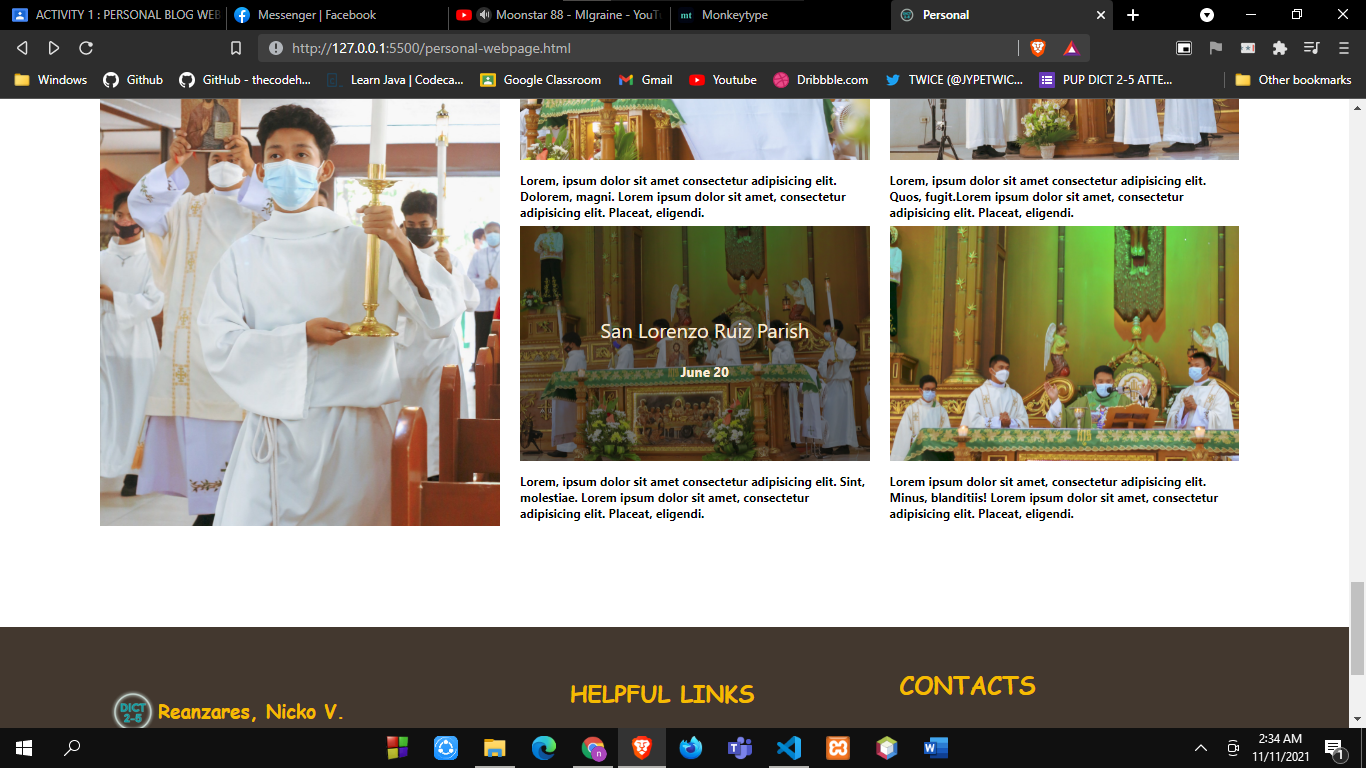 ACTIVITY 1 : PERSONAL BLOG WEB
Messenger | Facebook
Moonstar 88 - MIgraine - YouT
mt
Monkeytype
Personal
http://127.0.0.1:5500/personal-webpage.html
Windows
Github
GitHub - thecodeh...
Learn Java | Codeca...
Google Classroom
Gmail
Youtube
Dribbble.com
TWICE (@JYPETWIC...
PUP DICT 2-5 ATTE...
Other bookmarks
Lorem, ipsum dolor sit amet consectetur adipisicing elit.
Dolorem, magni. Lorem ipsum dolor sit amet, consectetur
adipisicing elit. Placeat, eligendi.
Lorem, ipsum dolor sit amet consectetur adipisicing elit.
Quos, fugit.Lorem ipsum dolor sit amet, consectetur
adipisicing elit. Placeat, eligendi.
San Lorenzo Ruiz Parish
June 20
Lorem, ipsum dolor sit amet consectetur adipisicing elit. Sint,
molestiae. Lorem ipsum dolor sit amet, consectetur
adipisicing elit. Placeat, eligendi.
Lorem ipsum dolor sit amet, consectetur adipisicing elit.
Minus, blanditiis! Lorem ipsum dolor sit amet, consectetur
adipisicing elit. Placeat, eligendi.
DICT
2-5
Reanzares, Nicko V.
HELPFUL LINKS
CONTACTS
n
2:34 AM
11/11/2021
1